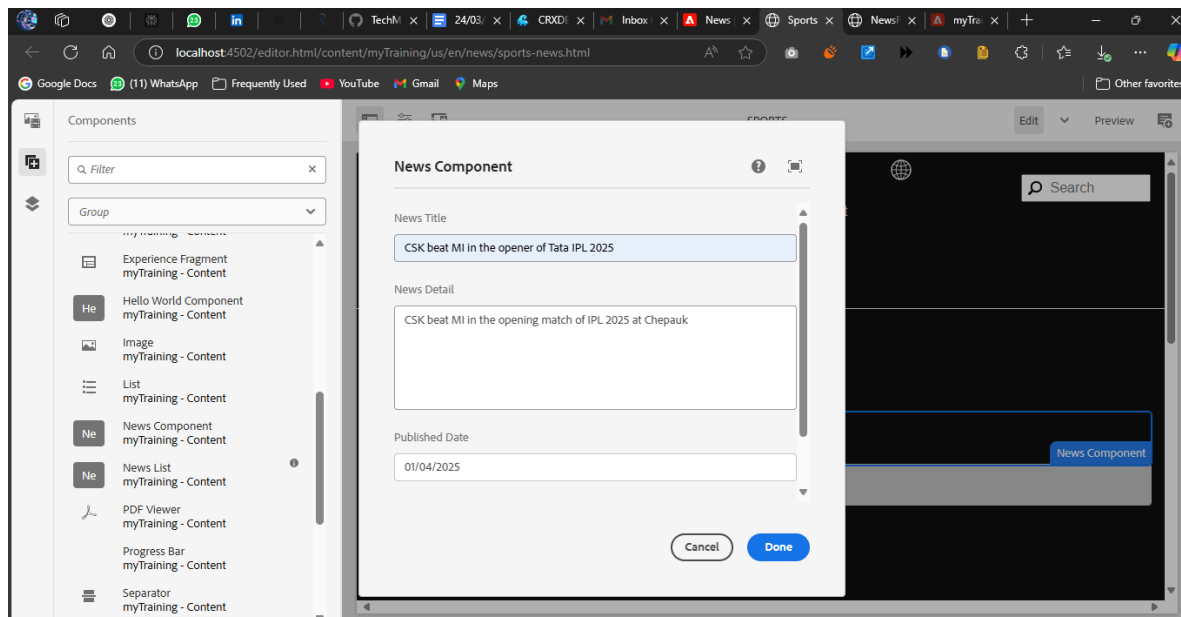 TechM
24/03/
CRXDE
Inbox
News
Sports
NewsF
myTrai
localhost:4502/editor.html/content/myTraining/us/en/news/sports-news.html
Google Docs
(11) WhatsApp
Frequently Used
YouTube
Gmail
Maps
Other favorites
Components
Filter
Group
Experience Fragment
myTraining - Content
He
Hello World Component
myTraining - Content
Image
myTraining - Content
List
myTraining - Content
Ne
News Component
myTraining - Content
Ne
News List
myTraining - Content
PDF Viewer
myTraining - Content
Progress Bar
myTraining - Content
Separator
myTraining - Content
SPORTS
Edit
Preview
Search
News Component
News Title
CSK beat MI in the opener of Tata IPL 2025
News Detail
CSK beat MI in the opening match of IPL 2025 at Chepauk
Published Date
01/04/2025
Cancel
Done
News Component